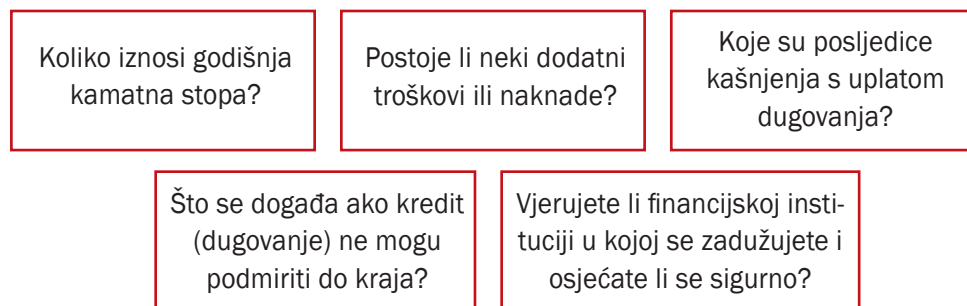 Koliko iznosi godišnja
kamatna stopa?
Postoje li neki dodatni
troškovi ili naknade?
Koje su posljedice
kašnjenja s uplatom
dugovanja?
Što se događa ako kredit
(dugovanje) ne mogu
podmiriti do kraja?
Vjerujete li financijskoj insti-
tuciji u kojoj se zadužujete i
osjećate li se sigurno?